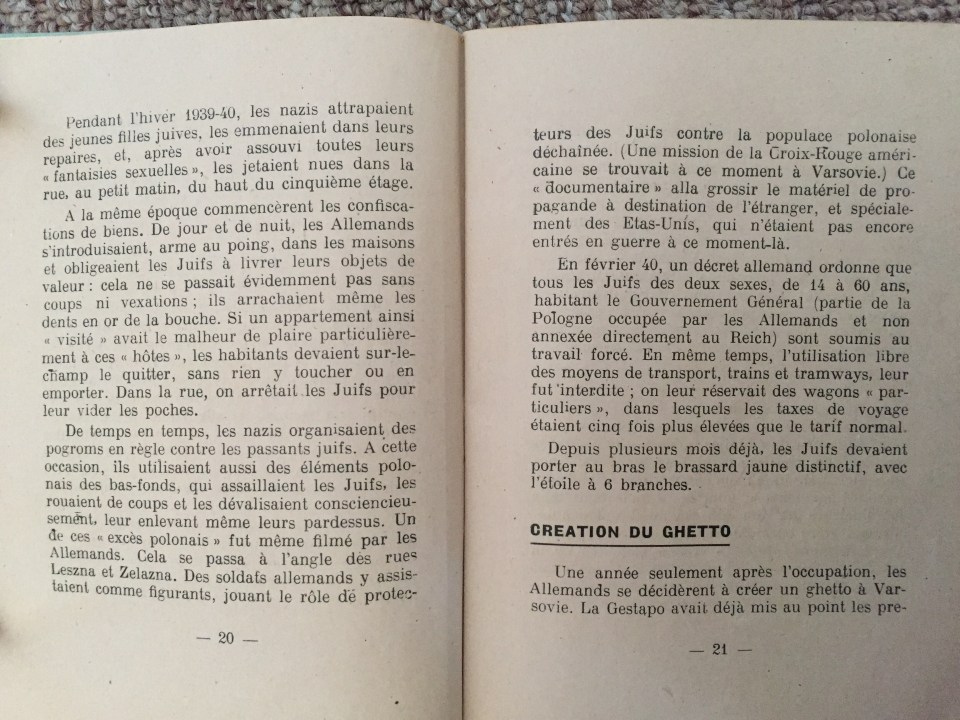 Pendant l'hiver 1939-40, les nazis attrapaient
des jeunes filles juives, les emmenaient dans leurs
repaires, et, après avoir assouvi toutes leurs
« fantaisies sexuelles », les jetaient nues dans la
rue, au petit matin, du haut du cinquième étage.
A la même époque commencèrent les confisca-
tions de biens. De jour et de nuit, les Allemands
s'introduisaient, arme au poing, dans les maisons
et obligeaient les Juifs à livrer leurs objets de
valeur : cela ne se passait évidemment pas sans
coups ni vexations ; ils arrachaient même les
dents en or de la bouche. Si un appartement ainsi
« visité » avait le malheur de plaire particulière-
ment à ces « hôtes », les habitants devaient sur-le-
champ le quitter, sans rien y toucher ou en
emporter. Dans la rue, on arrêtait les Juifs pour
leur vider les poches.
De temps en temps, les nazis organisaient des
pogroms en règle contre les passants juifs. A cette
occasion, ils utilisaient aussi des éléments polo-
nais des bas-fonds, qui assaillaient les Juifs, les
rouaient de coups et les dévalisaient consciencieu-
sement, leur enlevant même leurs pardessus. Un
de ces « excès polonais » fut même filmé par les
Allemands. Cela se passa à l'angle des rues
Leszna et Zelazna. Des soldats allemands y assis-
taient comme figurants, jouant le rôle de protec-
— 20 —
teurs des Juifs contre la populace polonaise
déchaînée. (Une mission de la Croix-Rouge améri-
caine se trouvait à ce moment à Varsovie.) Ce
« documentaire » alla grossir le matériel de pro-
pagande à destination de l'étranger, et spéciale-
ment des Etas-Unis, qui n'étaient pas encore
entrés en guerre à ce moment-là.
En février 40, un décret allemand ordonne que
tous les Juifs des deux sexes, de 14 à 60 ans,
habitant le Gouvernement Général (partie de la
Pologne occupée par les Allemands et non
annexée directement au Reich) sont soumis au
travail forcé. En même temps, l'utilisation libre
des moyens de transport, trains et tramways, leur
fut interdite ; on leur réservait des wagons « par-
ticuliers », dans lesquels les taxes de voyage
étaient cinq fois plus élevées que le tarif normal.
Depuis plusieurs mois déjà, les Juifs devaient
porter au bras le brassard jaune distinctif, avec
l'étoile à 6 branches.
CREATION DU GHETTO
Une année seulement après l'occupation, les
Allemands se décidèrent à créer un ghetto à Var-
sovie. La Gestapo avait déjà mis au point les pre-
— 21 —